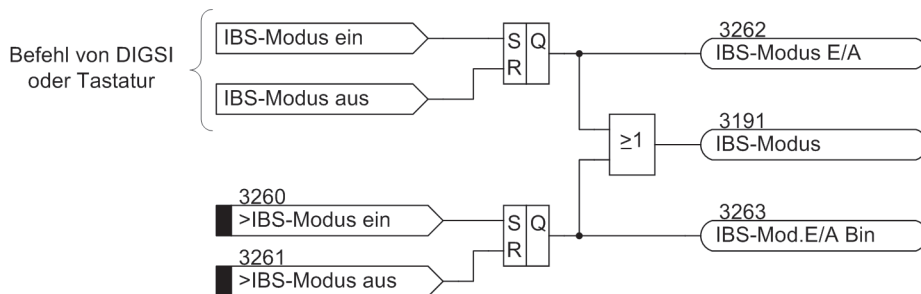 Befehl von DIGSI
oder Tastatur
IBS-Modus ein
IBS-Modus aus
S Q
R
3262
IBS-Modus E/A
≥1
3191
IBS-Modus
3260
>IBS-Modus ein
3261
>IBS-Modus aus
S Q
R
3263
IBS-Mod.E/A Bin